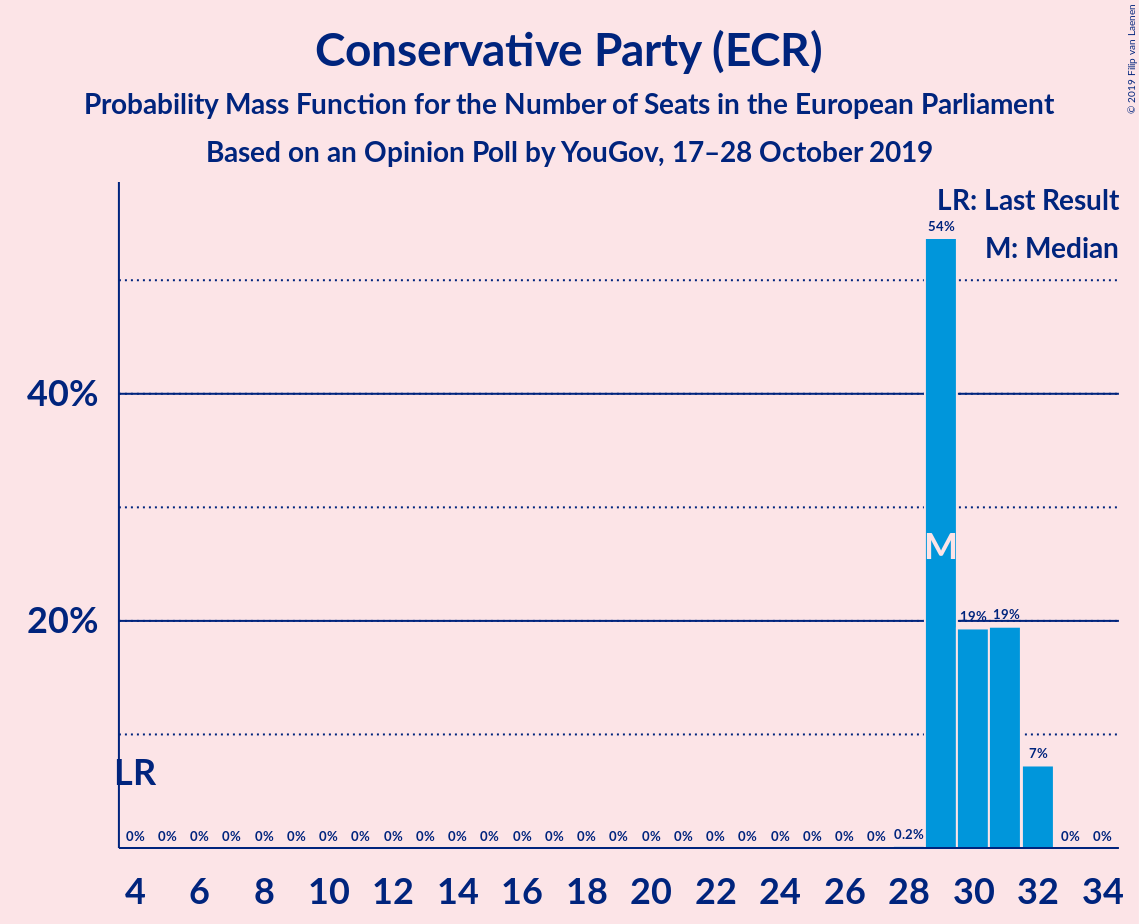 Conservative Party (ECR)
Probability Mass Function for the Number of Seats in the European Parliament
Based on an Opinion Poll by YouGov, 17–28 October 2019
© 2019 Filip van Laenen
LR: Last Result
M: Median
54%
40%
M
20%
19% 19%
7%
LR
0% 0% 0% 0% 0% 0% 0% 0% 0% 0% 0% 0% 0% 0% 0% 0% 0% 0% 0% 0% 0% 0% 0% 0% 0.2% 0% 0%
4 6 8 10 12 14 16 18 20 22 24 26 28 30 32 34